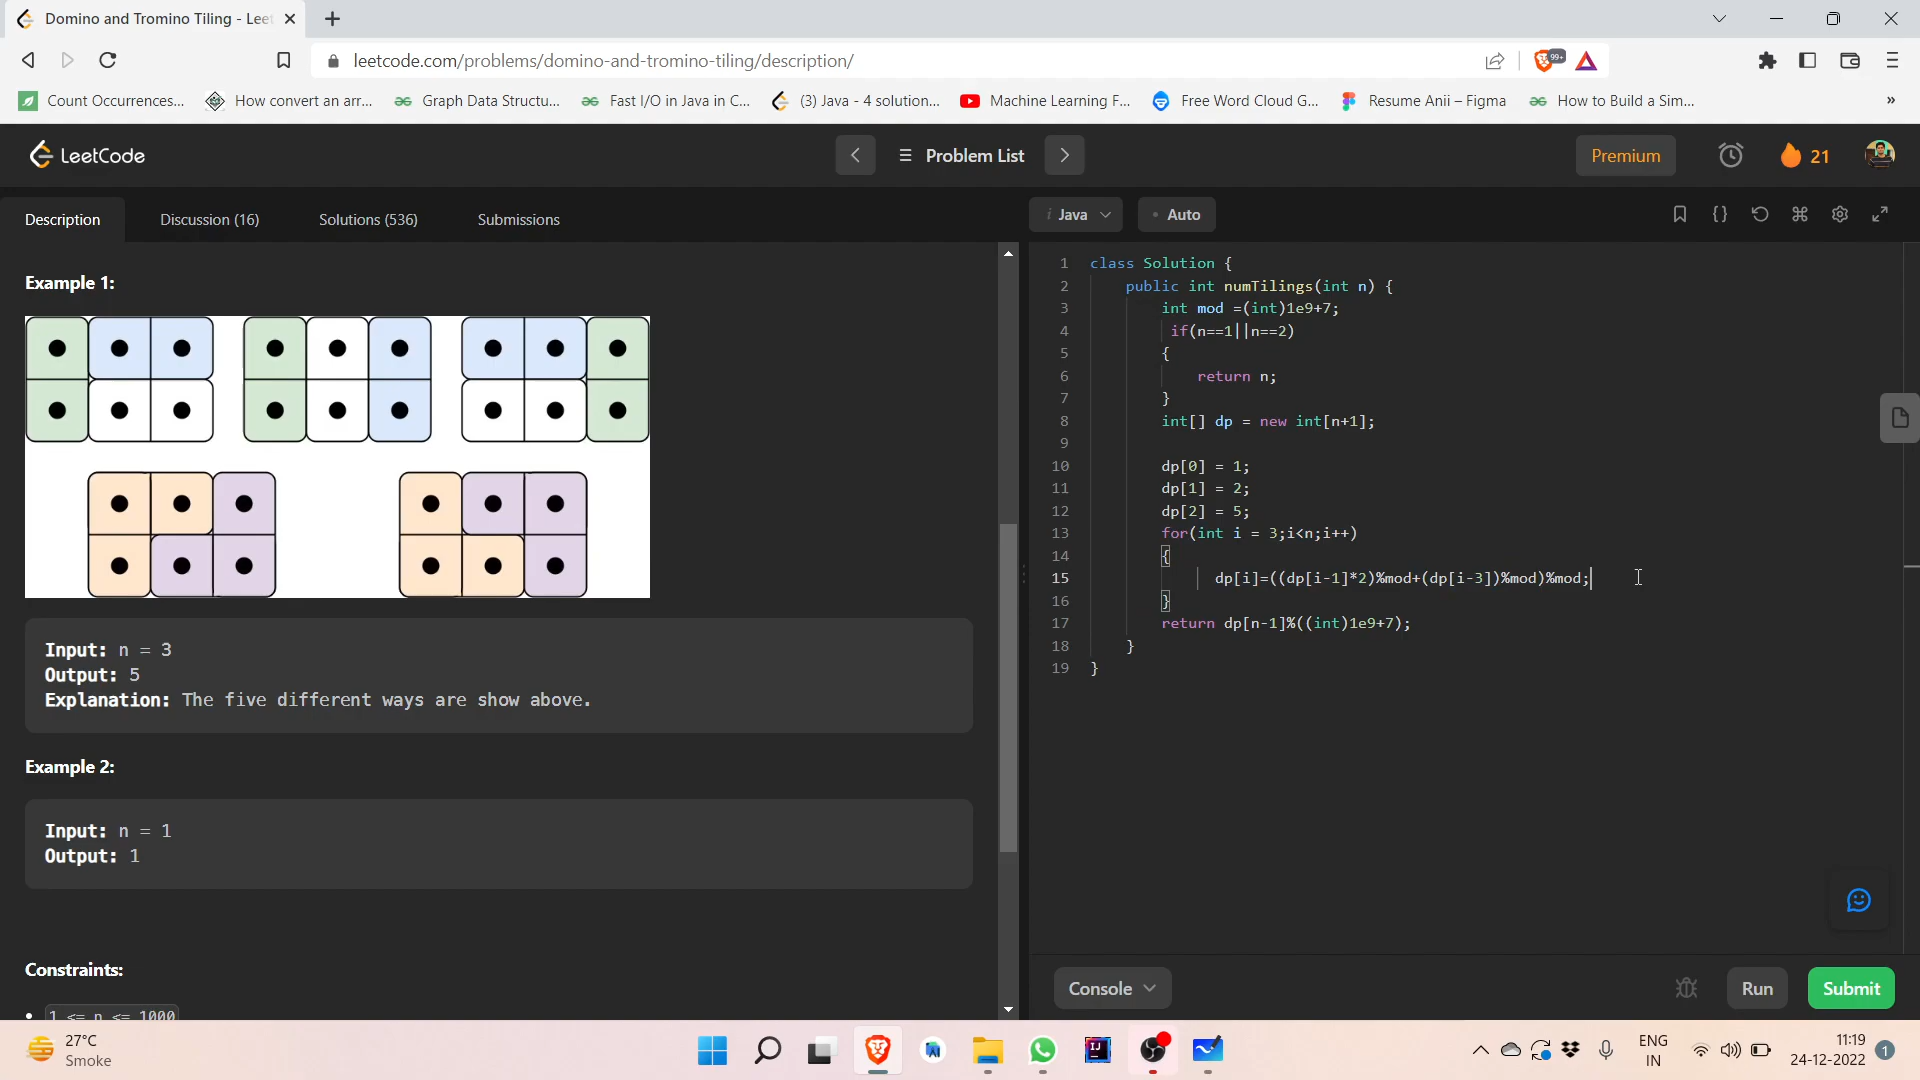 Domino and Tromino Tiling - Leet
leetcode.com/problems/domino-and-tromino-tiling/description/
99+
Count Occurrences...
How convert an arr...
Graph Data Structu...
Fast I/O in Java in C...
(3) Java - 4 solution...
Machine Learning F...
Free Word Cloud G...
Resume Anii – Figma
How to Build a Sim...
»
LeetCode
Problem List
Premium
21
Description
Discussion (16)
Solutions (536)
Submissions
i Java
Auto
Example 1:
Input: n = 3
Output: 5
Explanation: The five different ways are show above.
Example 2:
Input: n = 1
Output: 1
Constraints:
1 <= n <= 1000
1 class Solution {
2 public int numTilings(int n) {
3 int mod =(int)1e9+7;
4 if(n==1||n==2)
5 {
6 return n;
7 }
8 int[] dp = new int[n+1];
9
10 dp[0] = 1;
11 dp[1] = 2;
12 dp[2] = 5;
13 for(int i = 3;i<n;i++)
14 {
15 dp[i]=((dp[i-1]*2)%mod+(dp[i-3])%mod)%mod;
16 }
17 return dp[n-1]%((int)1e9+7);
18 }
19 }
Console
Run
Submit
27°C
Smoke
IJ
ENG
IN
11:19
24-12-2022
1